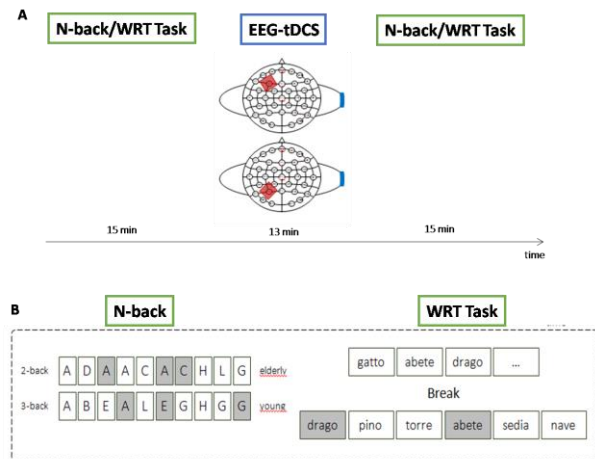 A
N-back/WRT Task
EEG-tDCS
N-back/WRT Task
15 min
13 min
15 min
time
B
N-back
WRT Task
2-back
A D A A C A C H L G
elderly
3-back
A B E A L E G H G G
young
gatto abete drago ...
Break
drago pino torre abete sedia nave